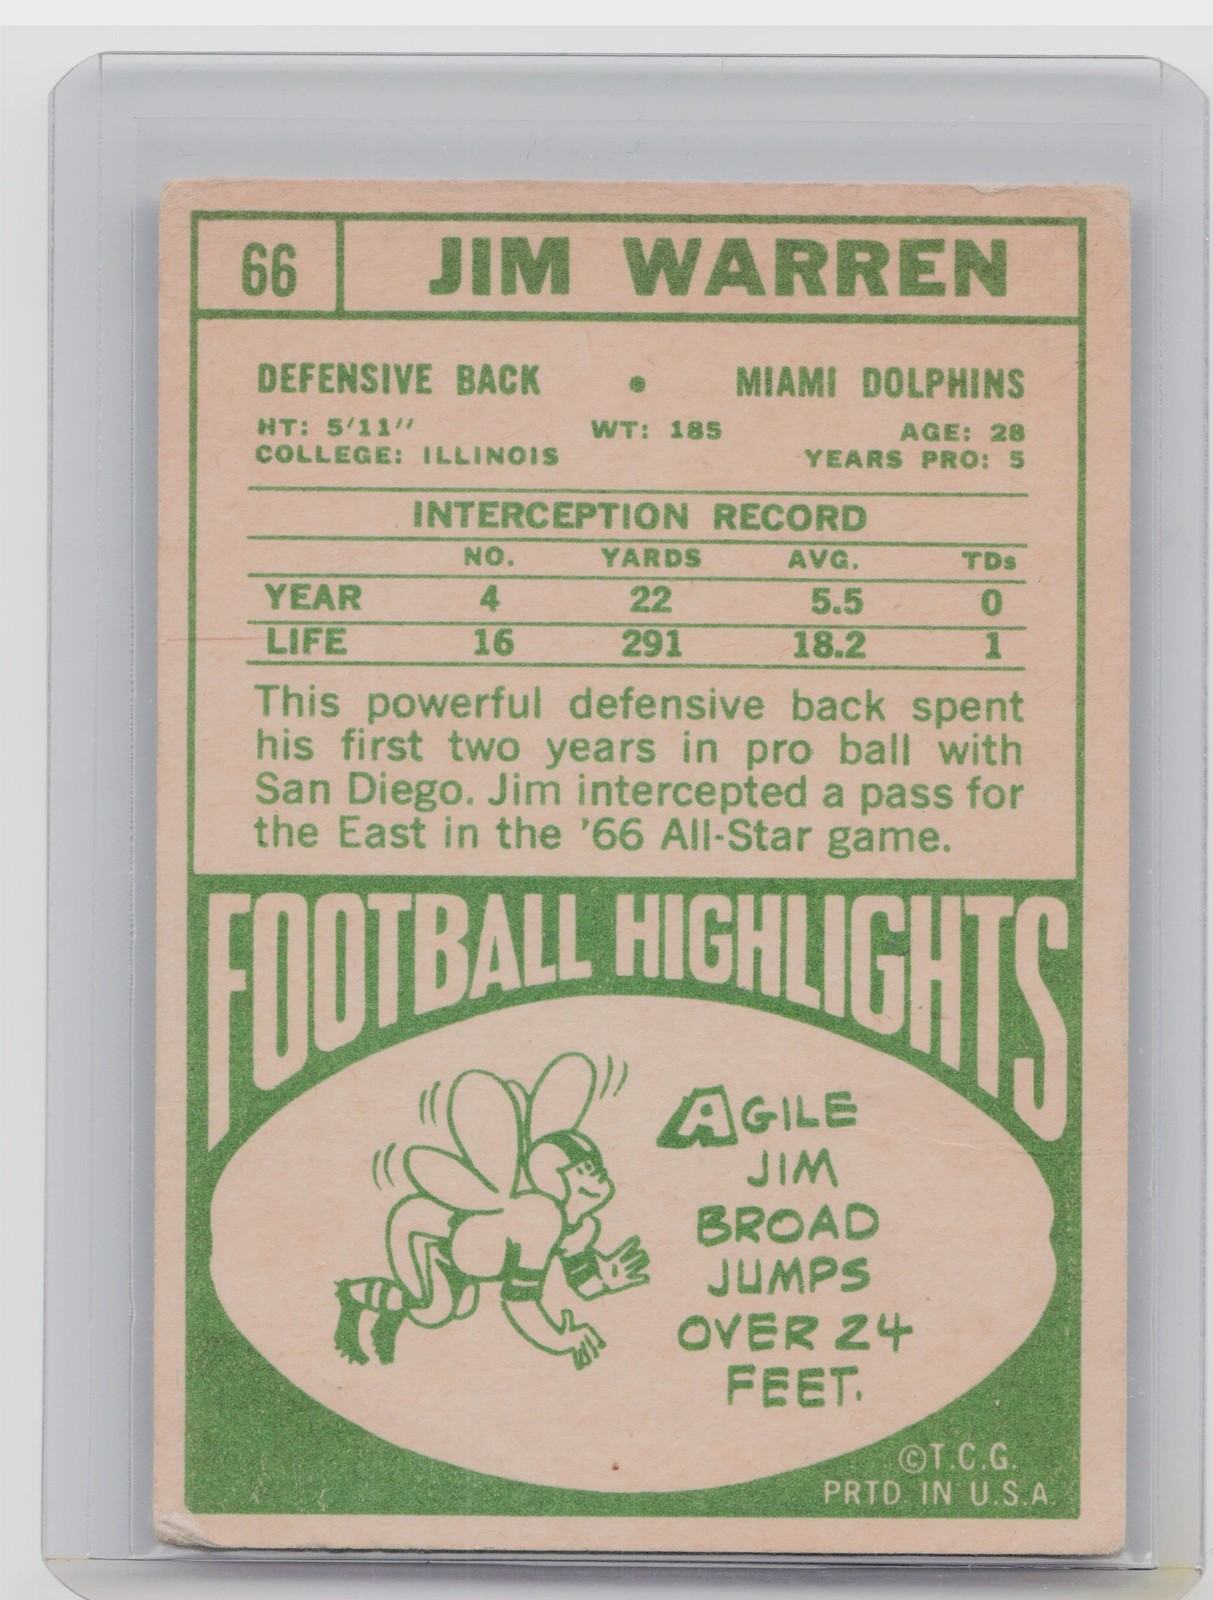 66 JIM WARREN
DEFENSIVE BACK • MIAMI DOLPHINS
HT: 5'11" WT: 185 AGE: 28
COLLEGE: ILLINOIS YEARS PRO: 5
INTERCEPTION RECORD
NO. YARDS AVG. TDs
YEAR 4 22 5.5 0
LIFE 16 291 18.2 1
This powerful defensive back spent
his first two years in pro ball with
San Diego. Jim intercepted a pass for
the East in the '66 All-Star game.
FOOTBALL HIGHLIGHTS
AGILE
JIM
BROAD
JUMPS
OVER 24
FEET.
©T.C.G.
PRTD. IN U.S.A.